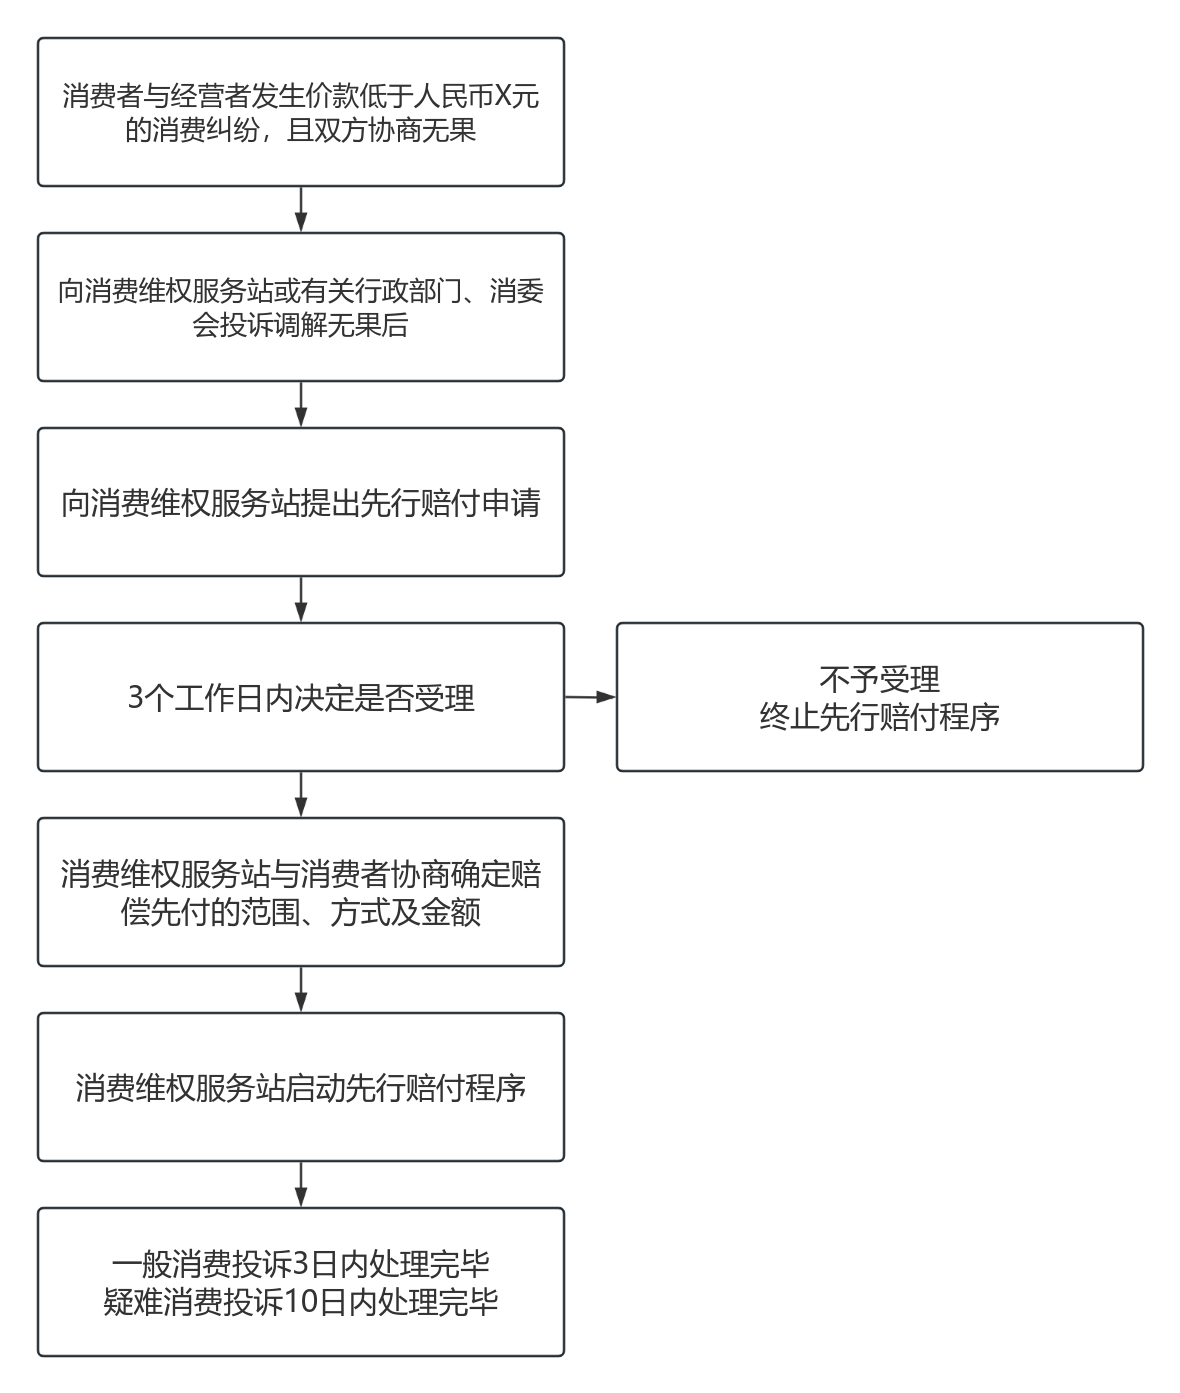 消费者与经营者发生价款低于人民币X元
的消费纠纷，且双方协商无果
向消费维权服务站或有关行政部门、消委
会投诉调解无果后
向消费维权服务站提出先行赔付申请
3个工作日内决定是否受理
不予受理
终止先行赔付程序
消费维权服务站与消费者协商确定赔
偿先付的范围、方式及金额
消费维权服务站启动先行赔付程序
一般消费投诉3日内处理完毕
疑难消费投诉10日内处理完毕